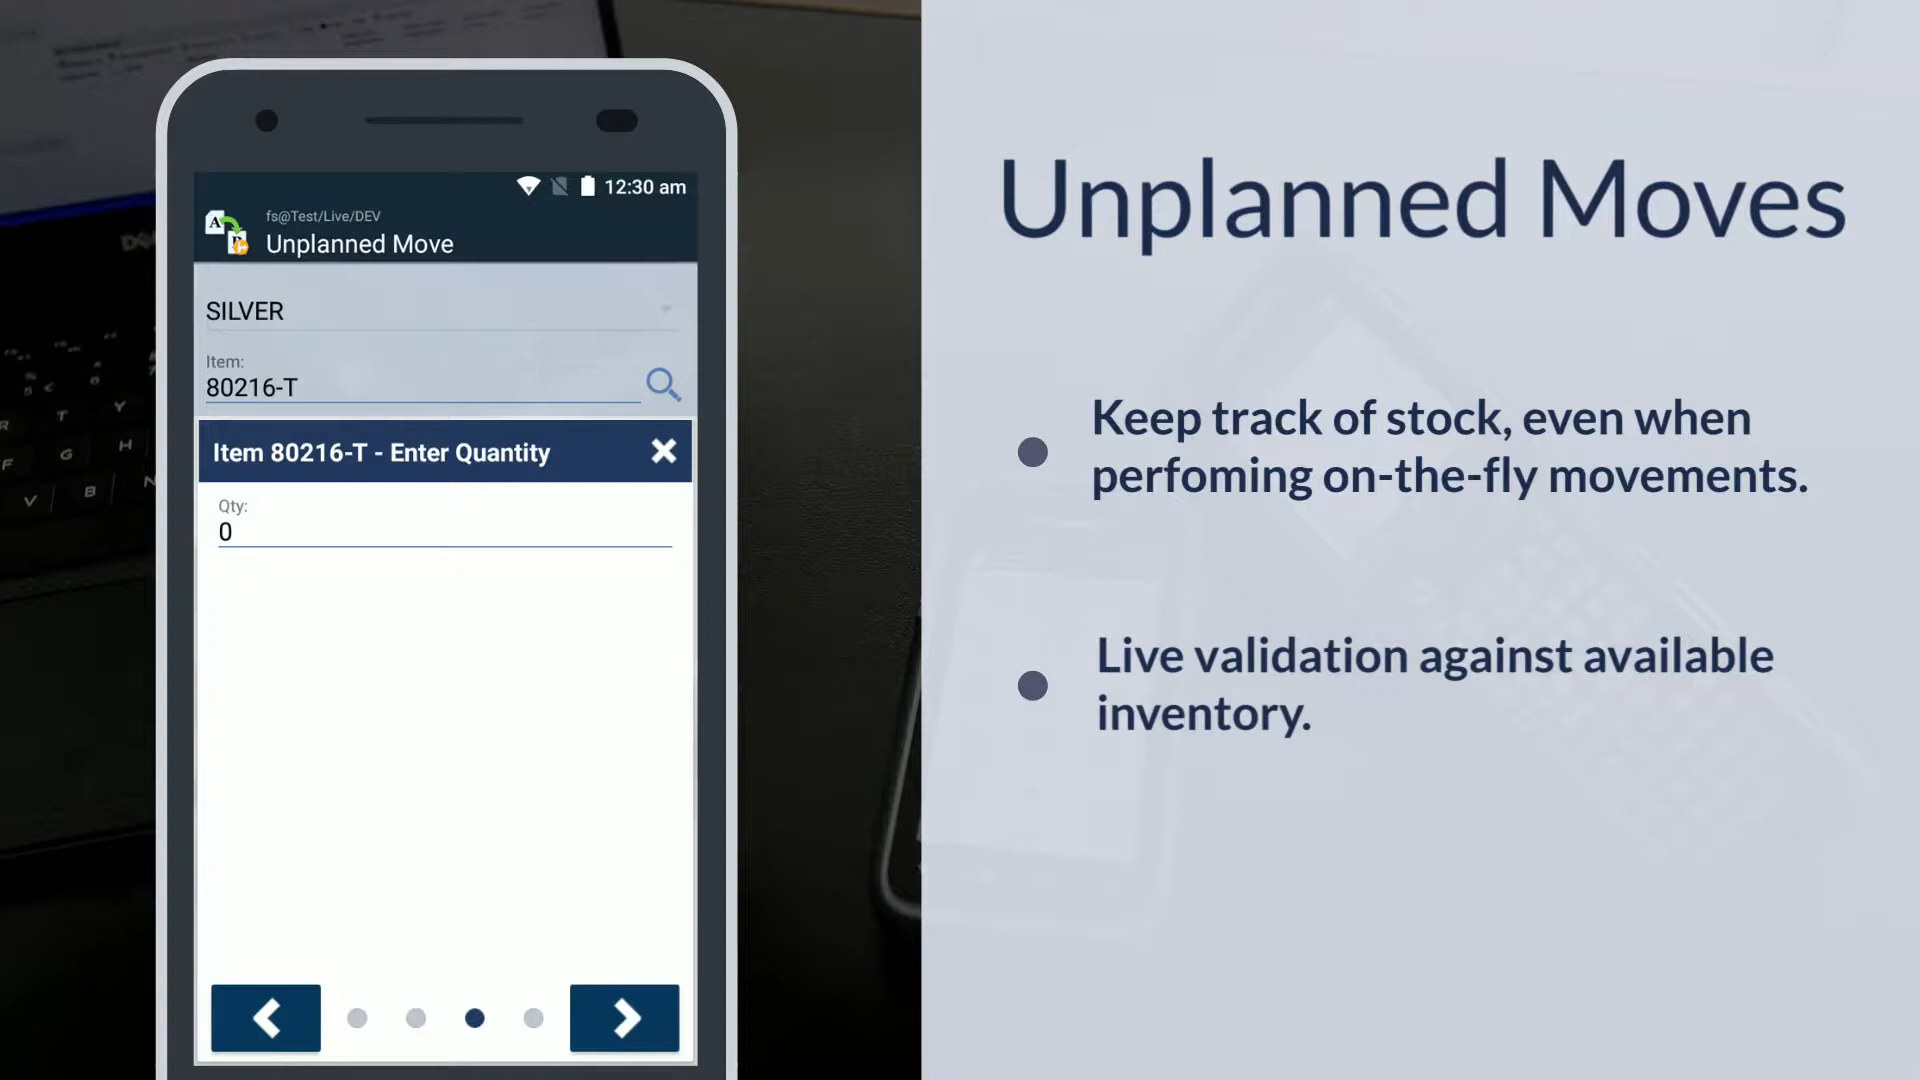 12:30 am
fs@Test/Live/DEV
Unplanned Move
SILVER
Item:
80216-T
Item 80216-T - Enter Quantity
Qty:
0
Unplanned Moves
Keep track of stock, even when
perfoming on-the-fly movements.
Live validation against available
inventory.